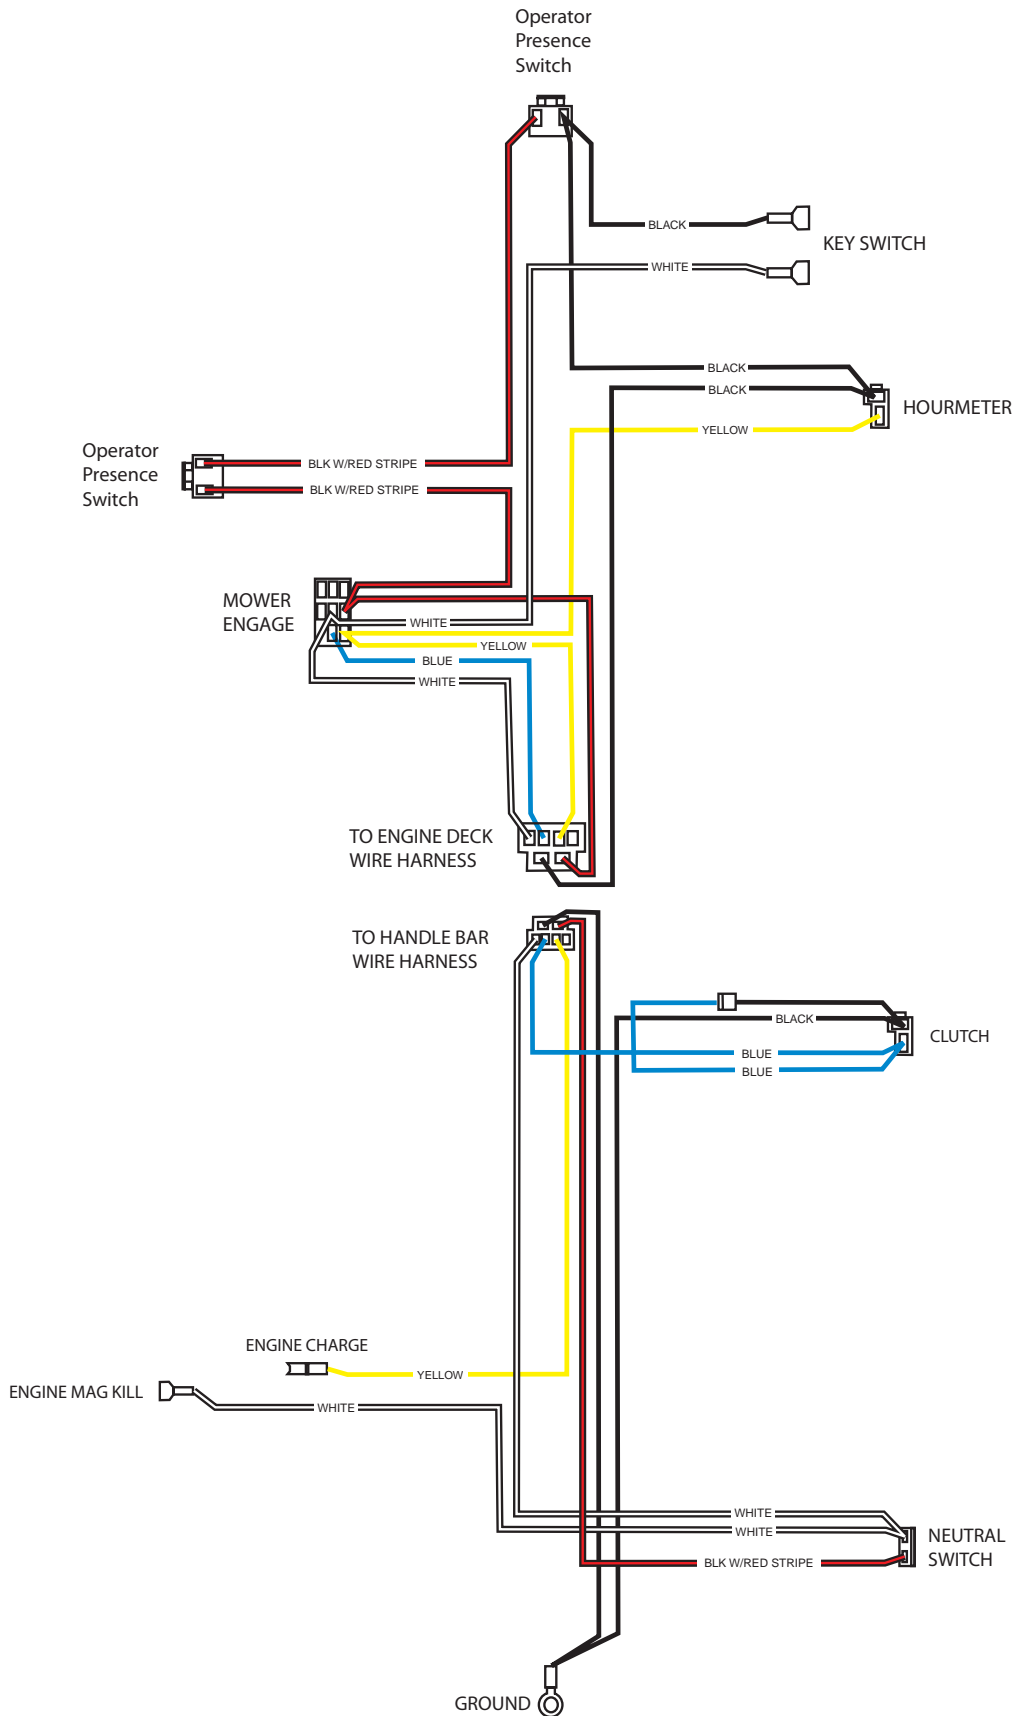 Operator
Presence
Switch
BLACK
KEY SWITCH
WHITE
BLACK
BLACK
HOURMETER
YELLOW
Operator
Presence
Switch
BLK W/RED STRIPE
BLK W/RED STRIPE
MOWER
ENGAGE
WHITE
YELLOW
BLUE
WHITE
TO ENGINE DECK
WIRE HARNESS
TO HANDLE BAR
WIRE HARNESS
BLACK
CLUTCH
BLUE
BLUE
ENGINE CHARGE
YELLOW
ENGINE MAG KILL
WHITE
WHITE
WHITE
NEUTRAL
SWITCH
BLK W/RED STRIPE
GROUND